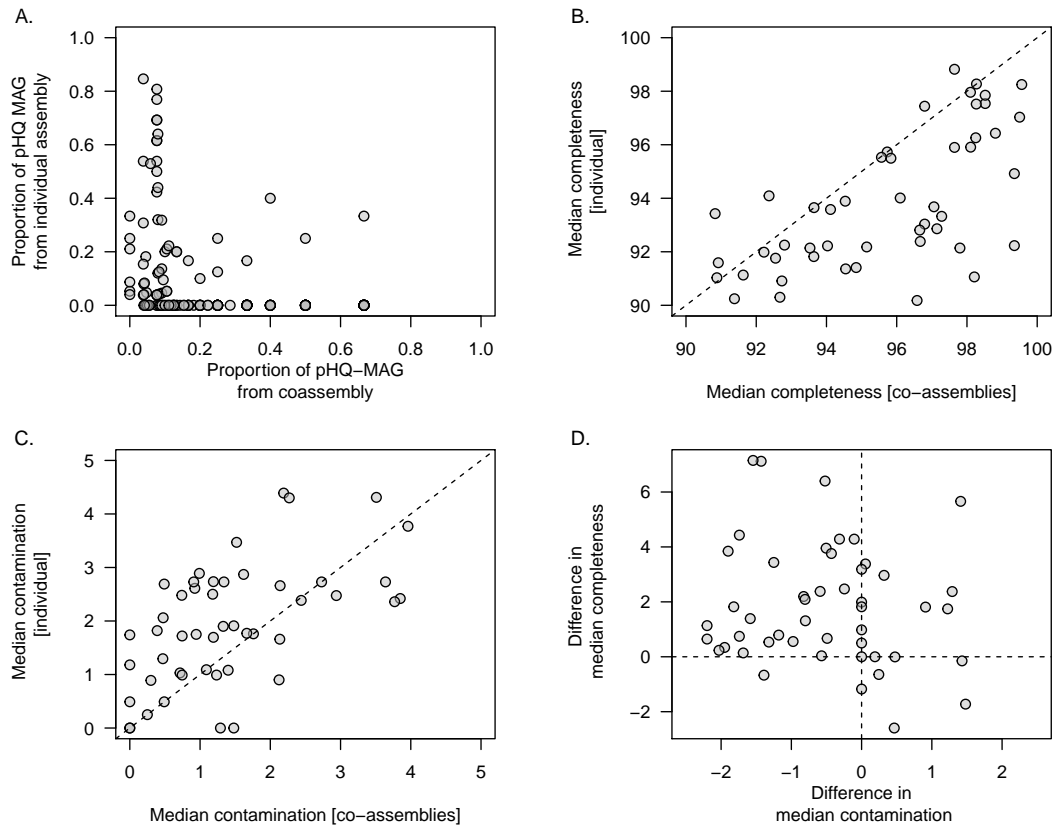 A.
Proportion of pHQ MAG
from individual assembly
1.0
0.8
0.6
0.4
0.2
0.0
0.0 0.2 0.4 0.6 0.8 1.0
Proportion of pHQ−MAG
from coassembly
B.
Median completeness
[individual]
100
98
96
94
92
90
90 92 94 96 98 100
Median completeness [co−assemblies]
C.
Median contamination
[individual]
5
4
3
2
1
0
0 1 2 3 4 5
Median contamination [co−assemblies]
D.
Difference in
median completeness
6
4
2
0
−2
−2 −1 0 1 2
Difference in
median contamination